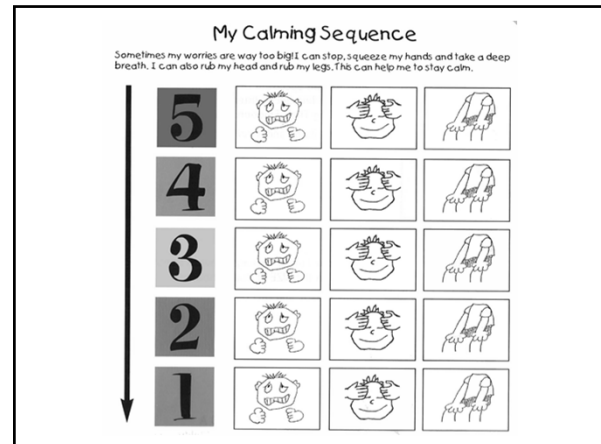 My Calming Sequence
Sometimes my worries are way too big! I can stop, squeeze my hands and take a deep
breath. I can also rub my head and rub my legs. This can help me to stay calm.
5
4
3
2
1